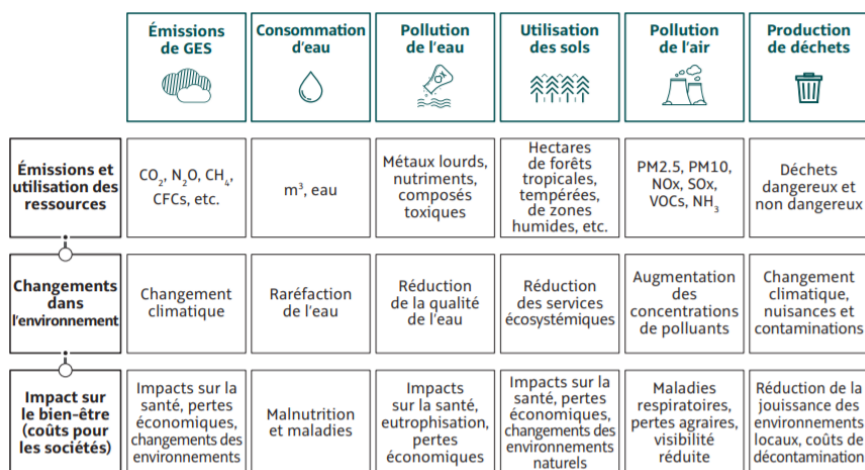 Émissions
de GES
Consommation
d'eau
Pollution
de l'eau
Utilisation
des sols
Pollution
de l'air
Production
de déchets
Émissions et
utilisation des
ressources
CO₂, N₂O, CH₄,
CFCs, etc.
m³, eau
Métaux lourds,
nutriments,
composés
toxiques
Hectares
de forêts
tropicales,
tempérées,
de zones
humides, etc.
PM2.5, PM10,
NOx, SOx,
VOCs, NH₃
Déchets
dangereux et
non dangereux
Changements
dans
l'environnement
Changement
climatique
Raréfaction
de l'eau
Réduction
de la qualité
de l'eau
Réduction
des services
écosystémiques
Augmentation
des
concentrations
de polluants
Changement
climatique,
nuisances et
contaminations
Impact sur
le bien-être
(coûts pour
les sociétés)
Impacts sur la
santé, pertes
économiques,
changements des
environnements
Malnutrition
et maladies
Impacts
sur la santé,
eutrophisation,
pertes
économiques
Impacts sur la
santé, pertes
économiques,
changements des
environnements
naturels
Maladies
respiratoires,
pertes agraires,
visibilité
réduite
Réduction de la
jouissance des
environnements
locaux, coûts de
décontamination